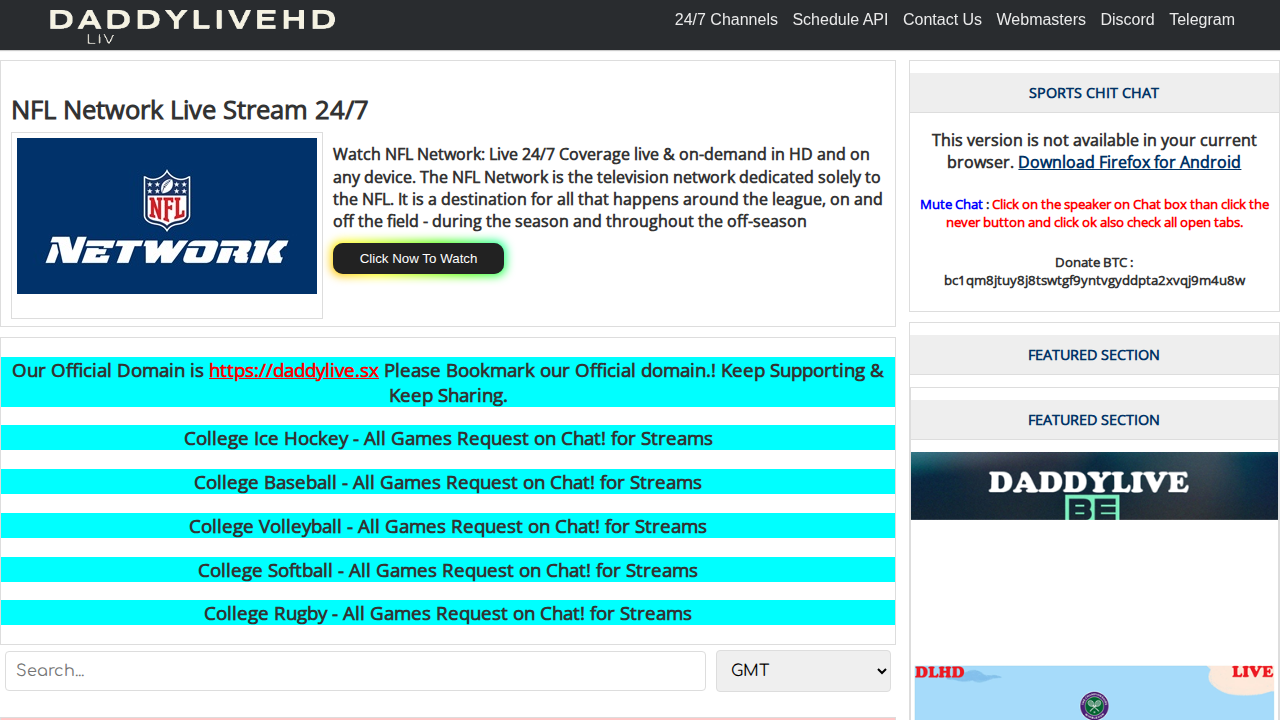 DADDYLIVEHD
LIV
24/7 Channels Schedule API Contact Us Webmasters Discord Telegram
NFL Network Live Stream 24/7
NFL
NETWORK
Watch NFL Network: Live 24/7 Coverage live & on-demand in HD and on
any device. The NFL Network is the television network dedicated solely to
the NFL. It is a destination for all that happens around the league, on and
off the field - during the season and throughout the off-season
Click Now To Watch
Our Official Domain is https://daddylive.sx Please Bookmark our Official domain.! Keep Supporting &
Keep Sharing.
College Ice Hockey - All Games Request on Chat! for Streams
College Baseball - All Games Request on Chat! for Streams
College Volleyball - All Games Request on Chat! for Streams
College Softball - All Games Request on Chat! for Streams
College Rugby - All Games Request on Chat! for Streams
Search...
GMT
SPORTS CHIT CHAT
This version is not available in your current
browser. Download Firefox for Android
Mute Chat : Click on the speaker on Chat box than click the
never button and click ok also check all open tabs.
Donate BTC :
bc1qm8jtuy8j8tswtgf9yntvgyddpta2xvqj9m4u8w
FEATURED SECTION
FEATURED SECTION
DADDYLIVE
BE
DLHD LIVE